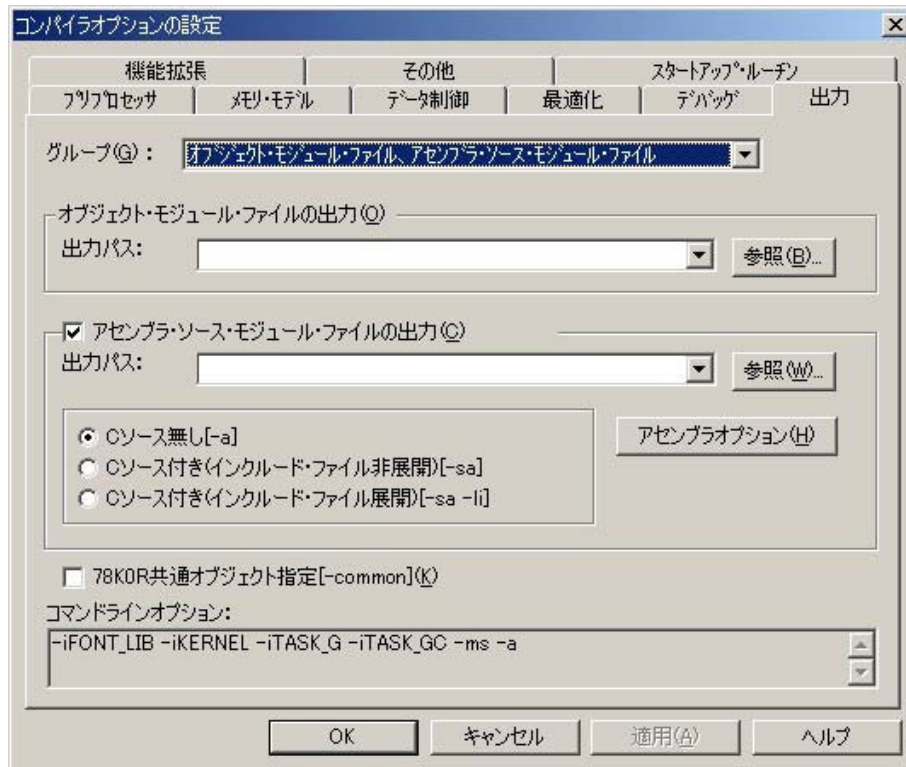 コンパイラオプションの設定
機能拡張 その他 スタートアップ・ルーチン
プリプロセッサ メモリ・モデル データ制御 最適化 デバッグ 出力
グループ(G): オブジェクト・モジュール・ファイル、アセンブラ・ソース・モジュール・ファイル
オブジェクト・モジュール・ファイルの出力(O)
出力パス: 参照(B)...
アセンブラ・ソース・モジュール・ファイルの出力(C)
出力パス: 参照(W)...
Cソース無し[-a] アセンブラオプション(H)
Cソース付き(インクルード・ファイル非展開)[-sa]
Cソース付き(インクルード・ファイル展開)[-sa -li]
78K0R共通オブジェクト指定[-common](K)
コマンドラインオプション:
-iFONT_LIB -iKERNEL -iTASK_G -iTASK_GC -ms -a
OK キャンセル 適用(A) ヘルプ